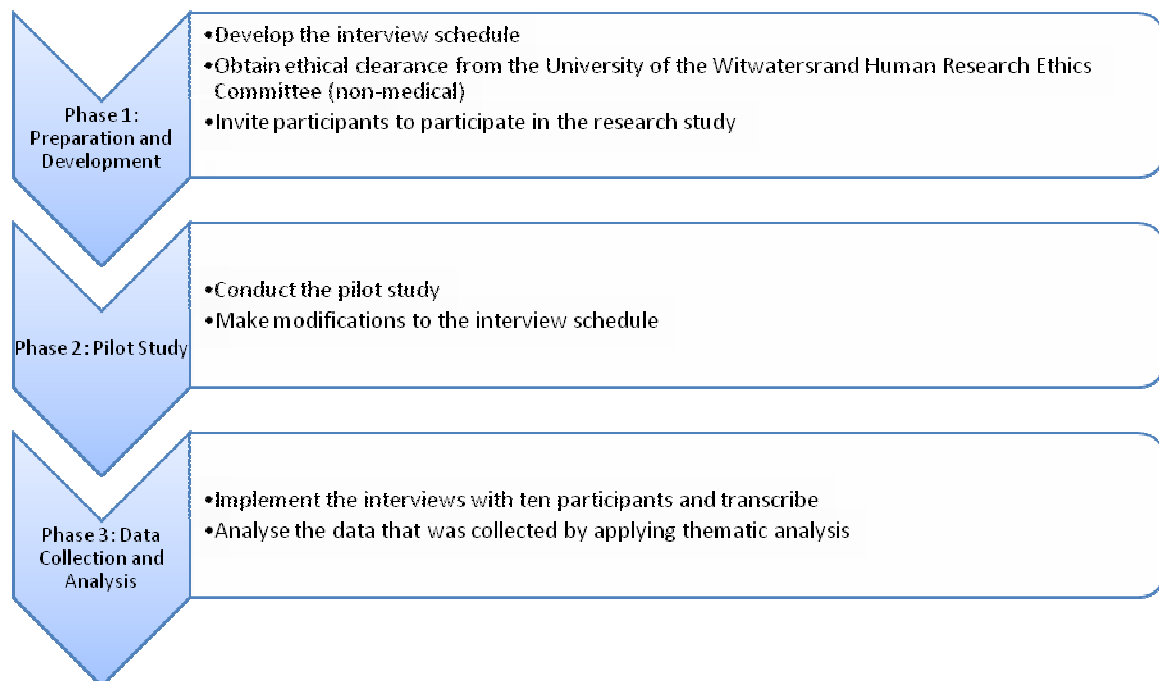 Phase 1:
Preparation and
Development
•Develop the interview schedule
•Obtain ethical clearance from the University of the Witwatersrand Human Research Ethics
Committee (non-medical)
•Invite participants to participate in the research study
Phase 2: Pilot Study
•Conduct the pilot study
•Make modifications to the interview schedule
Phase 3: Data
Collection and
Analysis
•Implement the interviews with ten participants and transcribe
•Analyse the data that was collected by applying thematic analysis